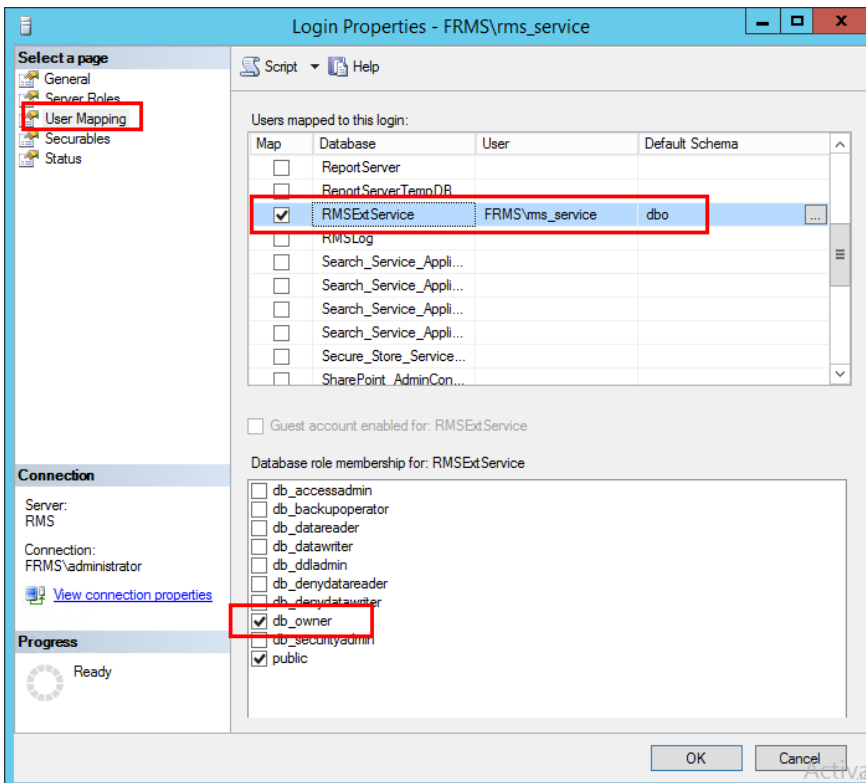 Login Properties - FRMS\rms_service
Select a page
General
Server Roles
User Mapping
Securables
Status
Script Help
Users mapped to this login:
Map Database User Default Schema
ReportServer
ReportServerTempDB
RMSExtService FRMS\rms_service dbo ...
RMSLog
Search_Service_Appli...
Search_Service_Appli...
Search_Service_Appli...
Search_Service_Appli...
Secure_Store_Service...
SharePoint_AdminCon...
Guest account enabled for: RMSExtService
Database role membership for: RMSExtService
db_accessadmin
db_backupoperator
db_datareader
db_datawriter
db_ddladmin
db_denydatareader
db_denydatawriter
db_owner
db_securityadmin
public
Connection
Server:
RMS
Connection:
FRMS\administrator
View connection properties
Progress
Ready
OK Cancel